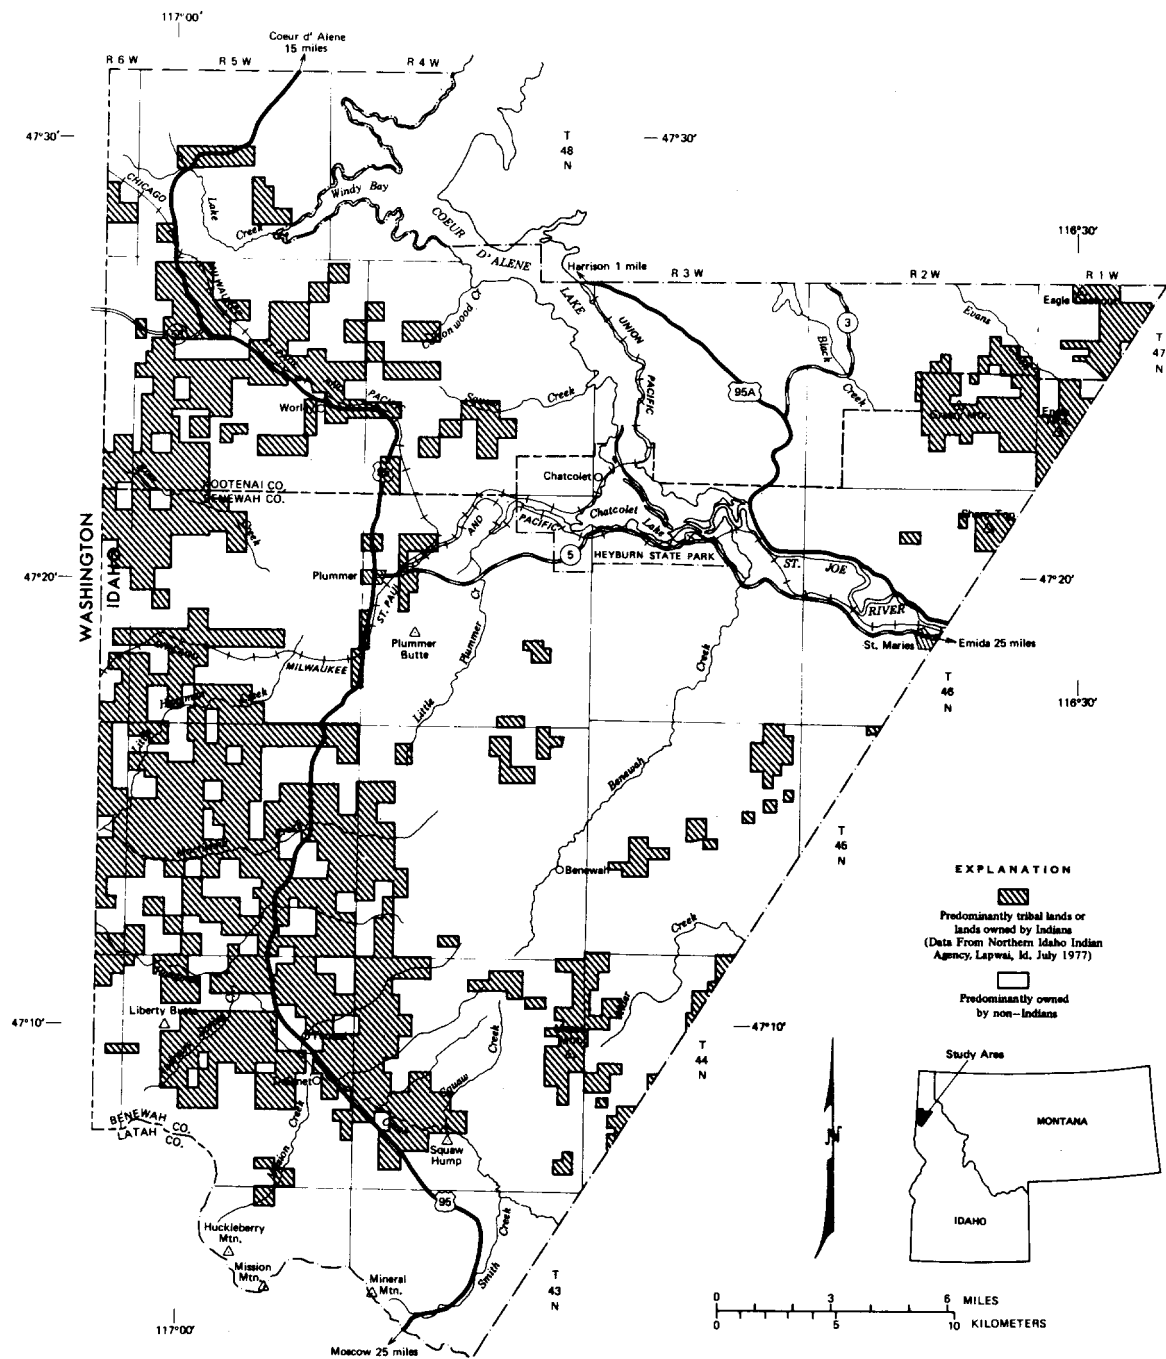 117°00'
Coeur d' Alene
15 miles
R 6 W
R 5 W
R 4 W
47°30'
T
48
N
47°30'
CHICAGO
Lake
Creek
Windy Bay
COEUR
D' ALENE
LAKE
116°30'
Harrison 1 mile
R 3 W
R 2 W
R 1 W
Evans
UNION
PACIFIC
3
Black
Creek
T
47
N
95A
Creek
Chatcolet
Chatcolet
Lake
KOOTENAI CO.
BENEWAH CO.
Creek
AND
PACIFIC
5
HEYBURN STATE PARK
ST. JOE
RIVER
WASHINGTON
IDAHO
47°20'
47°20'
Plummer
ST. PAUL
Plummer
Butte
Little
Plummer
Cr
Creek
St. Maries
Emida 25 miles
MILWAUKEE
Creek
Little
T
46
N
116°30'
Benewah
Benewah
T
45
N
Creek
EXPLANATION
Predominantly tribal lands or
lands owned by Indians
(Data From Northern Idaho Indian
Agency, Lapwai, Id. July 1977)
Predominantly owned
by non-Indians
Liberty Butte
47°10'
47°10'
T
44
N
Creek
Squaw
Creek
BENEWAH CO.
LATAH CO.
Mission
Squaw
Hump
95
Huckleberry
Mtn.
Mission
Mtn.
Mineral
Mtn.
Smith
Creek
T
43
N
117°00'
Moscow 25 miles
Study Area
MONTANA
IDAHO
N
0 3 6 MILES
0 5 10 KILOMETERS